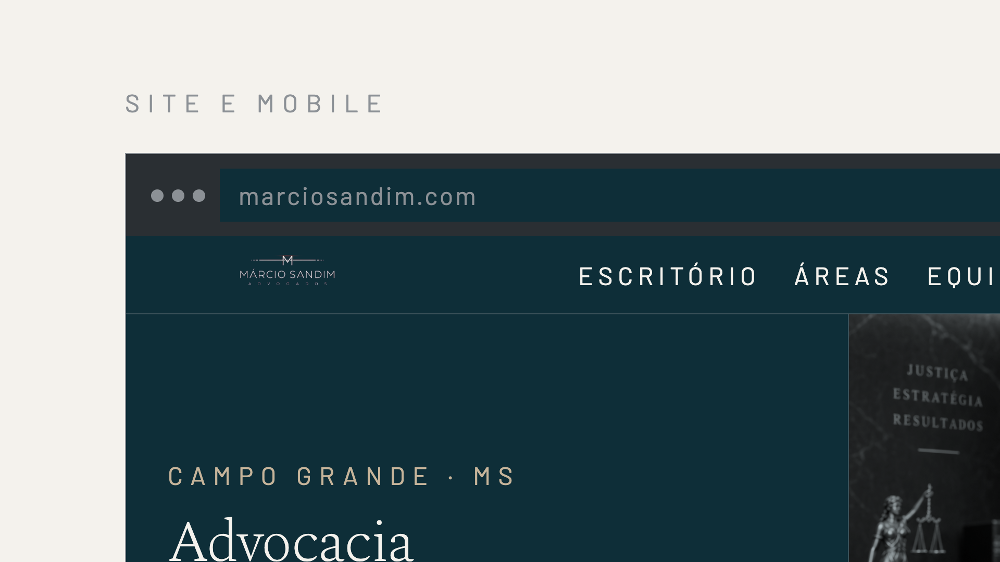 SITE E MOBILE
marciosandim.com
M
MÁRCIO SANDIM
ADVOGADOS
ESCRITÓRIO ÁREAS EQUI
JUSTIÇA
ESTRATÉGIA
RESULTADOS
CAMPO GRANDE · MS
Advocacia